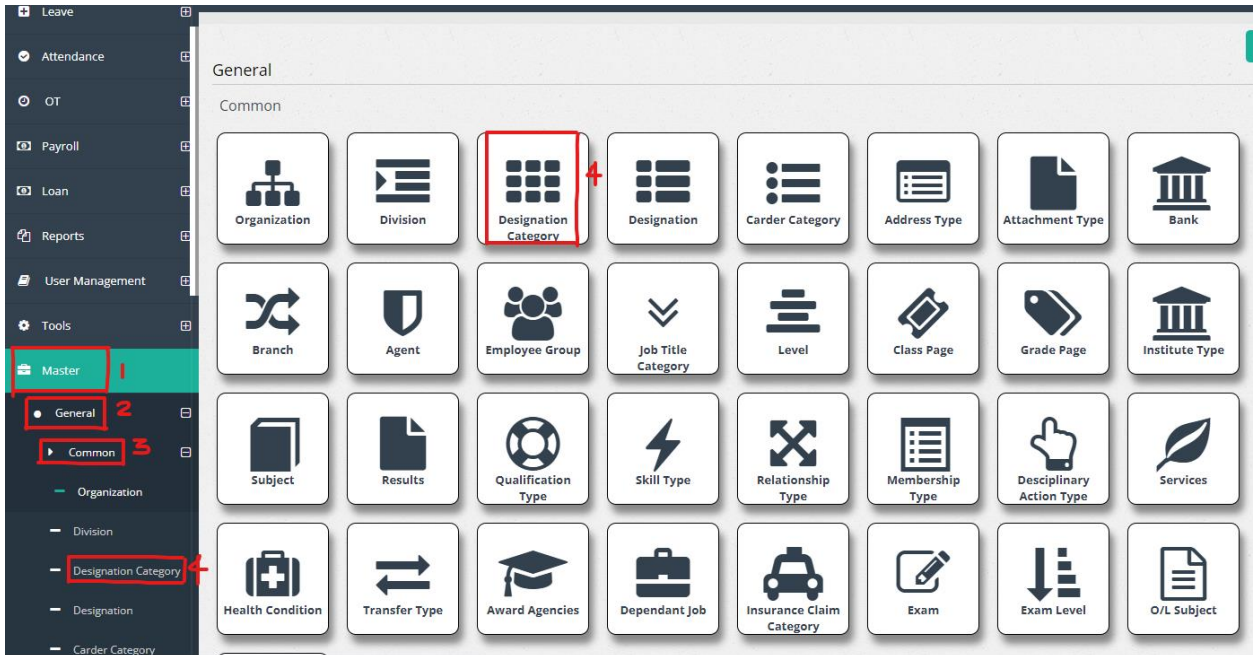 Leave
Attendance
OT
Payroll
Loan
Reports
User Management
Tools
Master 1
General 2
Common 3
Organization
Division
Designation Category 4
Designation
Carder Category
General
Common
Organization
Division
Designation
Category
4
Designation
Carder Category
Address Type
Attachment Type
Bank
Branch
Agent
Employee Group
Job Title
Category
Level
Class Page
Grade Page
Institute Type
Subject
Results
Qualification
Type
Skill Type
Relationship
Type
Membership
Type
Desciplinary
Action Type
Services
Health Condition
Transfer Type
Award Agencies
Dependant Job
Insurance Claim
Category
Exam
Exam Level
O/L Subject